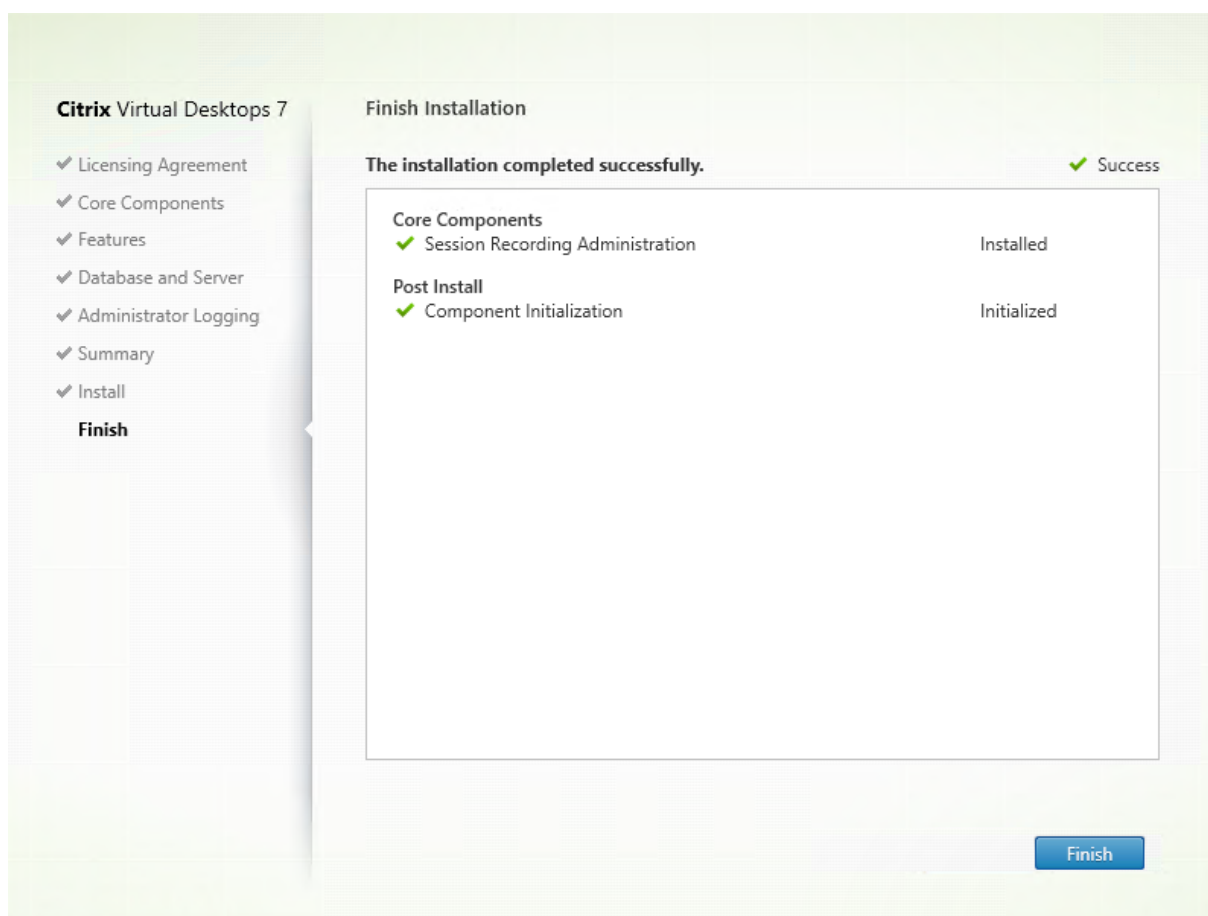 Citrix Virtual Desktops 7
Licensing Agreement
Core Components
Features
Database and Server
Administrator Logging
Summary
Install
Finish
Finish Installation
The installation completed successfully.
Success
Core Components
Session Recording Administration Installed
Post Install
Component Initialization Initialized
Finish